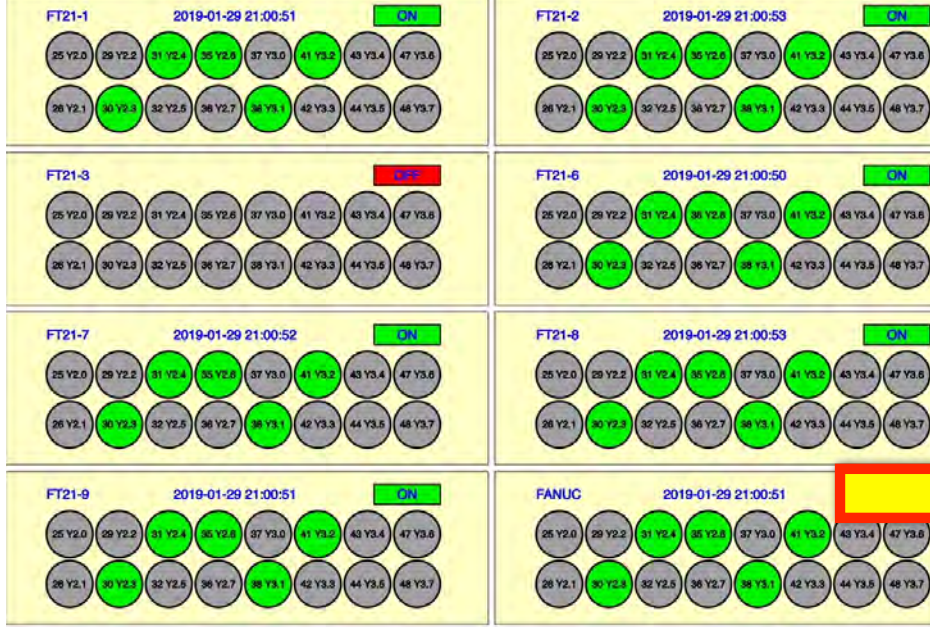 FT21-1 2019-01-29 21:00:51 ON
25 Y2.0 29 Y2.2 31 Y2.4 35 Y2.6 37 Y3.0 41 Y3.2 43 Y3.4 47 Y3.6
26 Y2.1 30 Y2.3 32 Y2.5 36 Y2.7 38 Y3.1 42 Y3.3 44 Y3.5 48 Y3.7
FT21-2 2019-01-29 21:00:53 ON
25 Y2.0 29 Y2.2 31 Y2.4 35 Y2.6 37 Y3.0 41 Y3.2 43 Y3.4 47 Y3.6
26 Y2.1 30 Y2.3 32 Y2.5 36 Y2.7 38 Y3.1 42 Y3.3 44 Y3.5 48 Y3.7
FT21-3 OFF
25 Y2.0 29 Y2.2 31 Y2.4 35 Y2.6 37 Y3.0 41 Y3.2 43 Y3.4 47 Y3.6
26 Y2.1 30 Y2.3 32 Y2.5 36 Y2.7 38 Y3.1 42 Y3.3 44 Y3.5 48 Y3.7
FT21-6 2019-01-29 21:00:50 ON
25 Y2.0 29 Y2.2 31 Y2.4 35 Y2.6 37 Y3.0 41 Y3.2 43 Y3.4 47 Y3.6
26 Y2.1 30 Y2.3 32 Y2.5 36 Y2.7 38 Y3.1 42 Y3.3 44 Y3.5 48 Y3.7
FT21-7 2019-01-29 21:00:52 ON
25 Y2.0 29 Y2.2 31 Y2.4 35 Y2.6 37 Y3.0 41 Y3.2 43 Y3.4 47 Y3.6
26 Y2.1 30 Y2.3 32 Y2.5 36 Y2.7 38 Y3.1 42 Y3.3 44 Y3.5 48 Y3.7
FT21-8 2019-01-29 21:00:53 ON
25 Y2.0 29 Y2.2 31 Y2.4 35 Y2.6 37 Y3.0 41 Y3.2 43 Y3.4 47 Y3.6
26 Y2.1 30 Y2.3 32 Y2.5 36 Y2.7 38 Y3.1 42 Y3.3 44 Y3.5 48 Y3.7
FT21-9 2019-01-29 21:00:51 ON
25 Y2.0 29 Y2.2 31 Y2.4 35 Y2.6 37 Y3.0 41 Y3.2 43 Y3.4 47 Y3.6
26 Y2.1 30 Y2.3 32 Y2.5 36 Y2.7 38 Y3.1 42 Y3.3 44 Y3.5 48 Y3.7
FANUC 2019-01-29 21:00:51
25 Y2.0 29 Y2.2 31 Y2.4 35 Y2.6 37 Y3.0 41 Y3.2 43 Y3.4 47 Y3.6
26 Y2.1 30 Y2.3 32 Y2.5 36 Y2.7 38 Y3.1 42 Y3.3 44 Y3.5 48 Y3.7